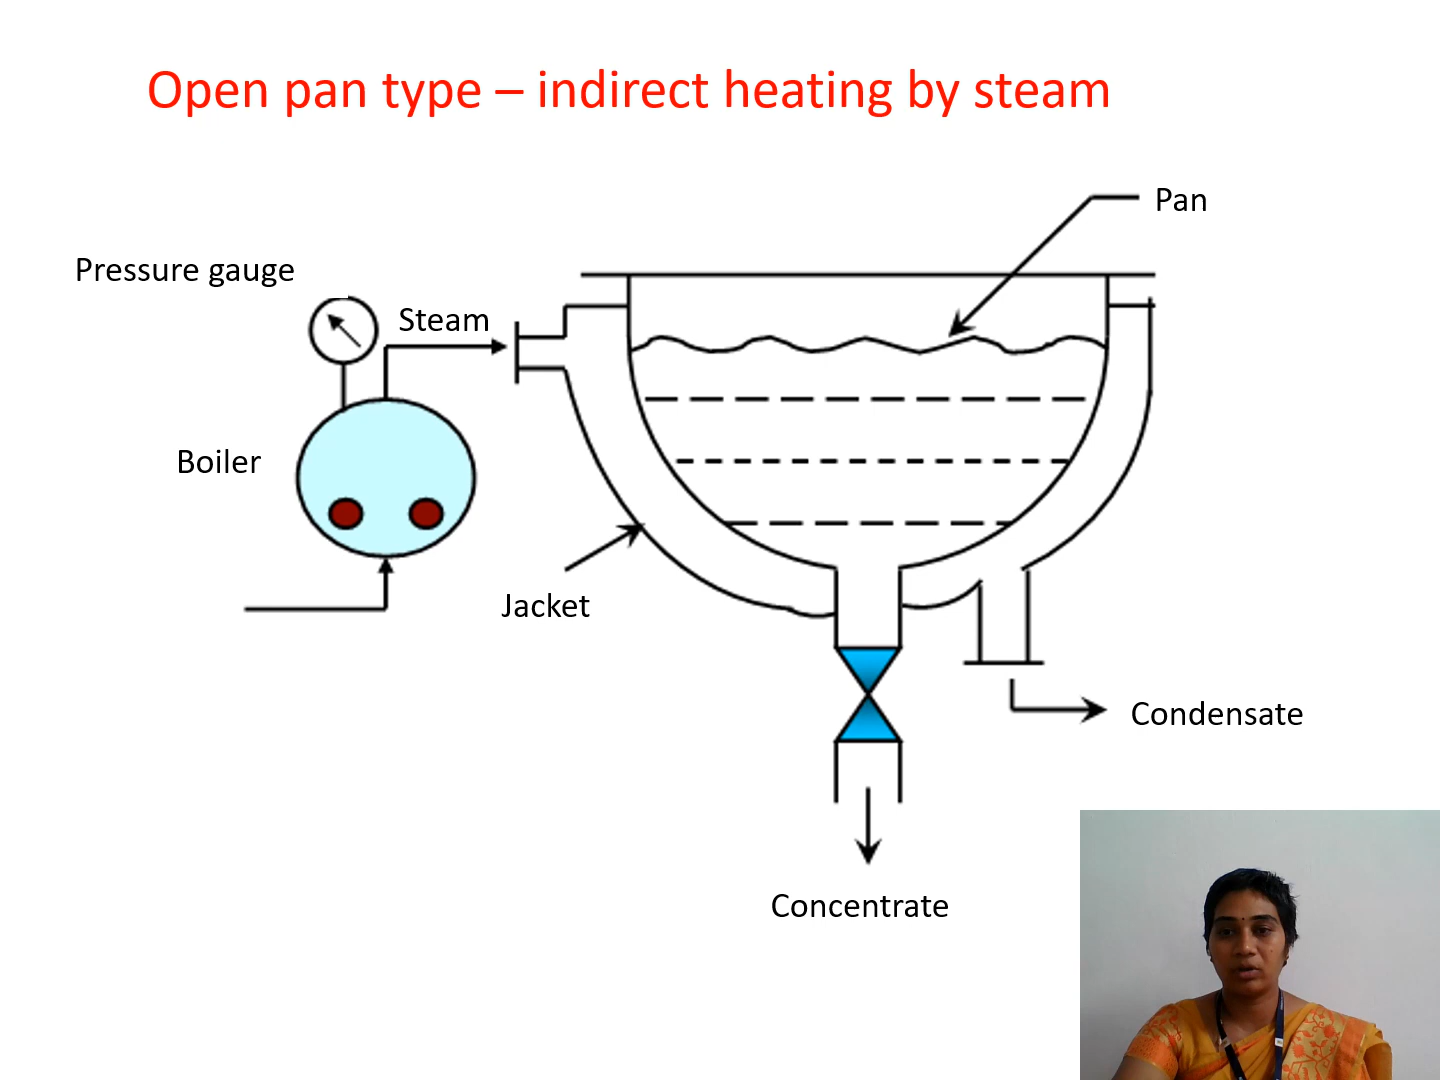 Open pan type – indirect heating by steam
Pan
Pressure gauge
Steam
Boiler
Jacket
Condensate
Concentrate